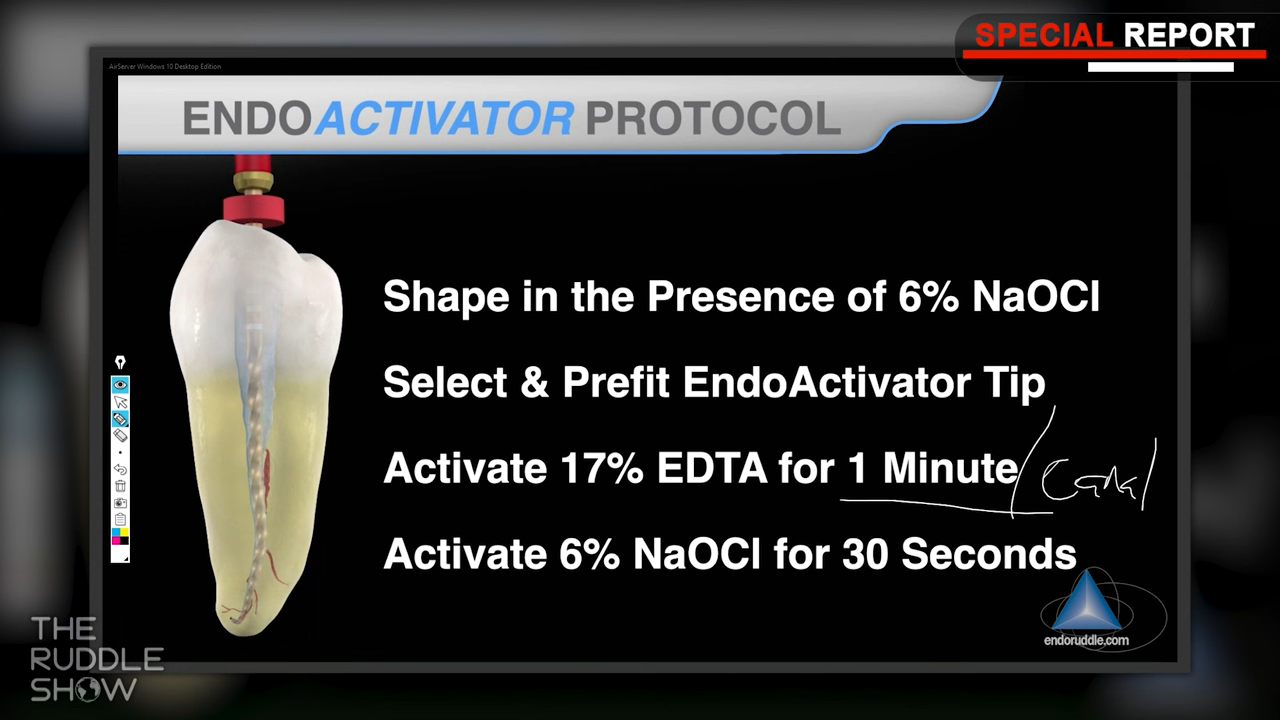 SPECIAL REPORT
AirServer Windows 10 Desktop Edition
ENDOACTIVATOR PROTOCOL
Shape in the Presence of 6% NaOCl
Select & Prefit EndoActivator Tip
Activate 17% EDTA for 1 Minute/canal
Activate 6% NaOCl for 30 Seconds
endoruddle.com
THE
RUDDLE
SHOW